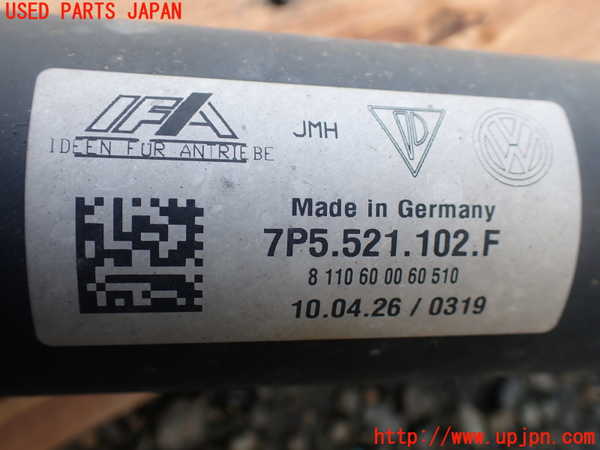 USED PARTS JAPAN
IFA
JMH
IDEEN FÜR ANTRIEBE
VW
Made in Germany
7P5.521.102.F
8 110 60 00 60 510
10.04.26 / 0319
http://www.upjpn.com